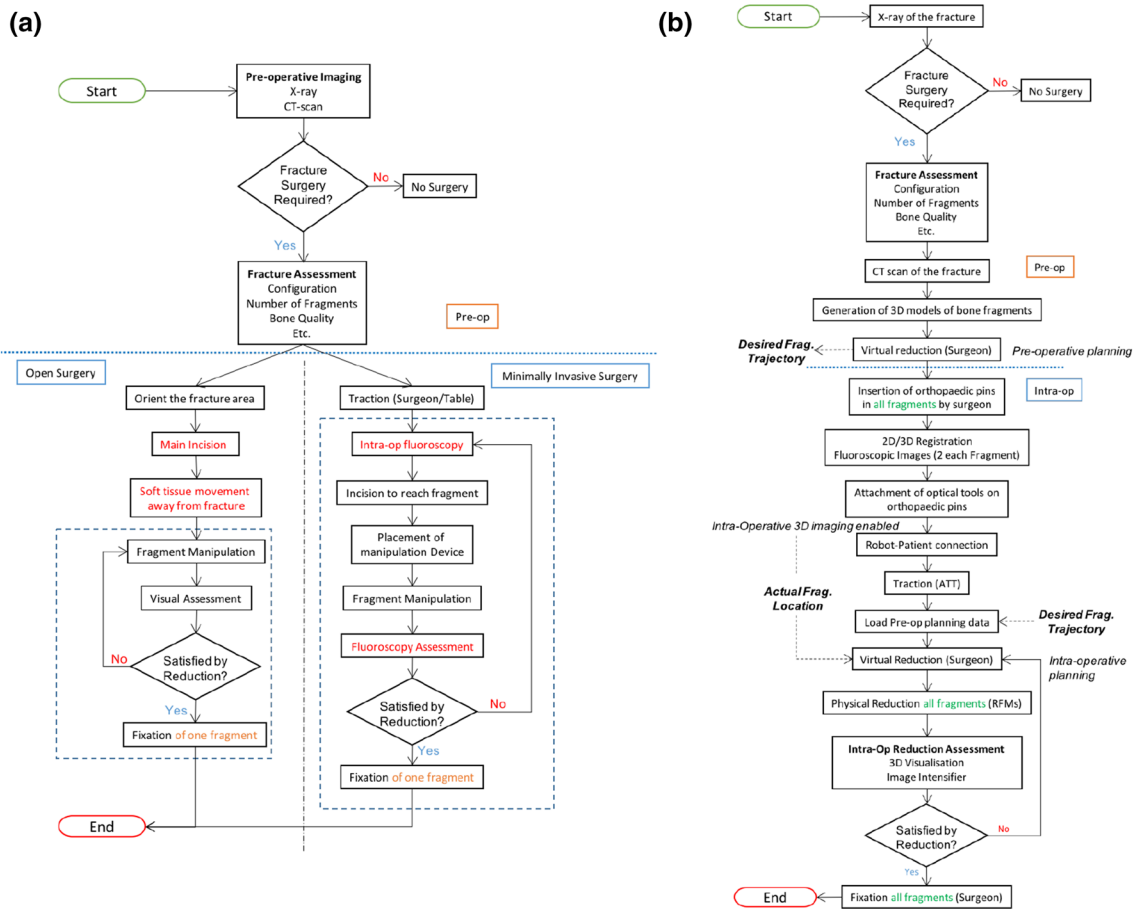 (a)
Start
Pre-operative Imaging
X-ray
CT-scan
Fracture
Surgery
Required?
No
No Surgery
Yes
Fracture Assessment
Configuration
Number of Fragments
Bone Quality
Etc.
Pre-op
Open Surgery
Minimally Invasive Surgery
Orient the fracture area
Main Incision
Soft tissue movement
away from fracture
Fragment Manipulation
Visual Assessment
Satisfied by
Reduction?
No
Yes
Fixation of one fragment
Traction (Surgeon/Table)
Intra-op fluoroscopy
Incision to reach fragment
Placement of
manipulation Device
Fragment Manipulation
Fluoroscopy Assessment
Satisfied by
Reduction?
No
Yes
Fixation of one fragment
End
(b)
Start
X-ray of the fracture
Fracture
Surgery
Required?
No
No Surgery
Yes
Fracture Assessment
Configuration
Number of Fragments
Bone Quality
Etc.
CT scan of the fracture
Pre-op
Generation of 3D models of bone fragments
Desired Frag.
Trajectory
Virtual reduction (Surgeon)
Pre-operative planning
Insertion of orthopaedic pins
in all fragments by surgeon
Intra-op
2D/3D Registration
Fluoroscopic Images (2 each Fragment)
Attachment of optical tools on
orthopaedic pins
Intra-Operative 3D imaging enabled
Robot-Patient connection
Traction (ATT)
Actual Frag.
Location
Load Pre-op planning data
Desired Frag.
Trajectory
Virtual Reduction (Surgeon)
Intra-operative
planning
Physical Reduction all fragments (RFMs)
Intra-Op Reduction Assessment
3D Visualisation
Image Intensifier
Satisfied by
Reduction?
No
Yes
Fixation all fragments (Surgeon)
End